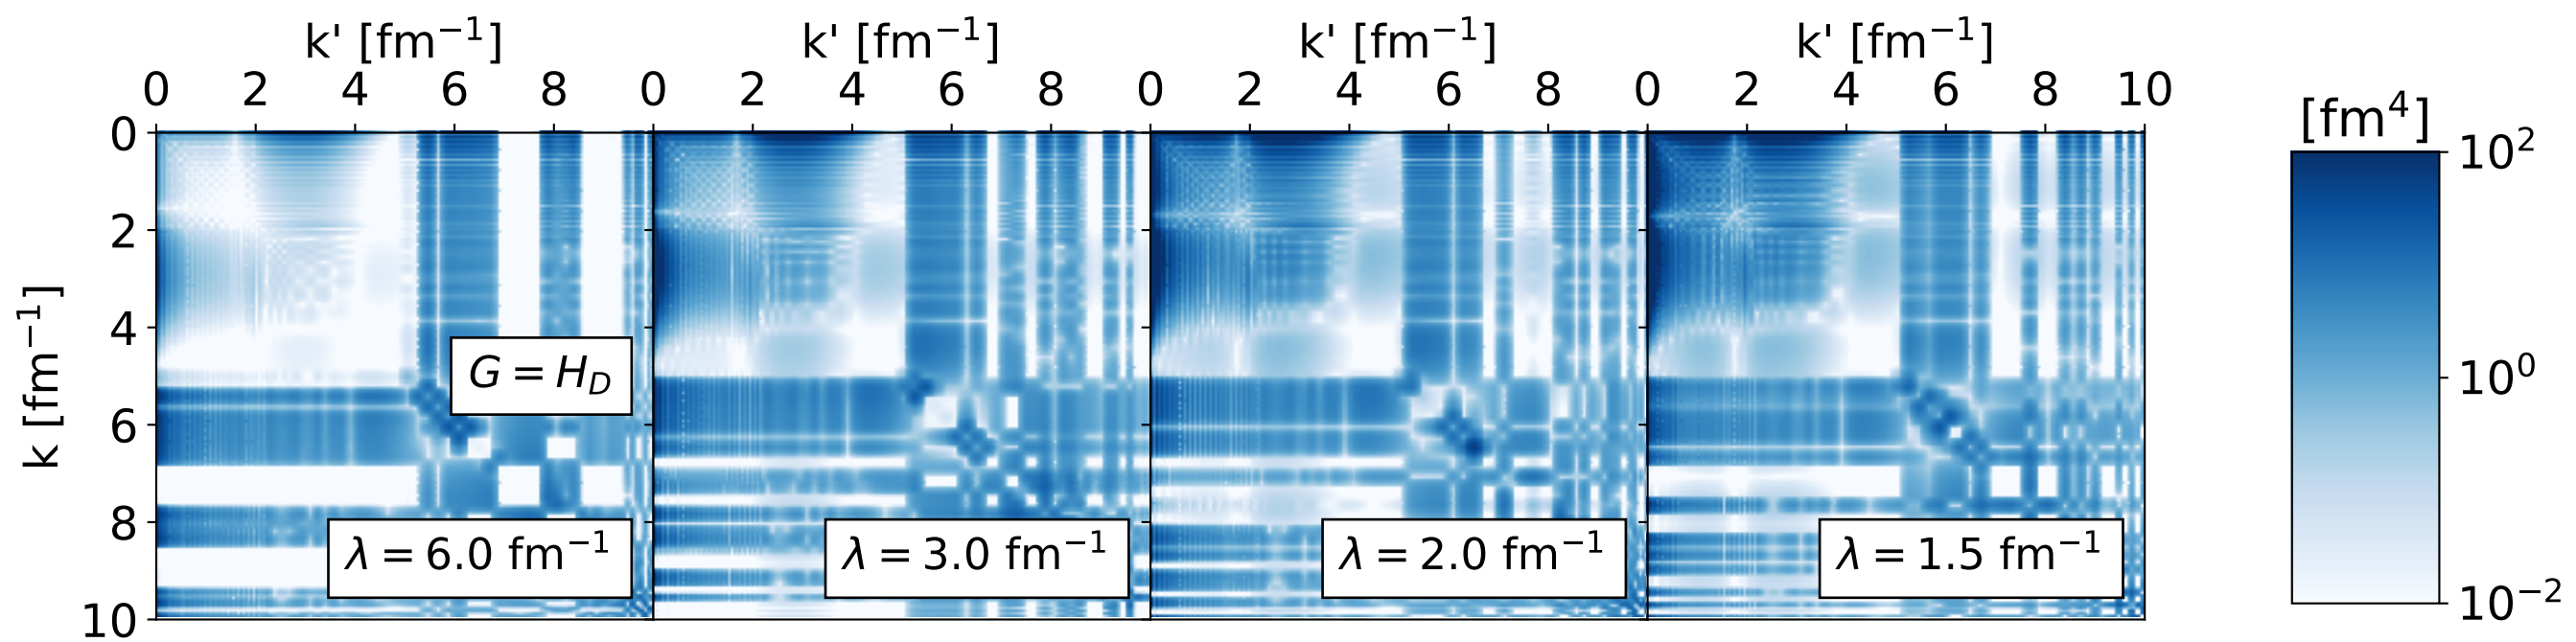 k' [fm⁻¹] k' [fm⁻¹] k' [fm⁻¹] k' [fm⁻¹]
0 2 4 6 8 0 2 4 6 8 0 2 4 6 8 0 2 4 6 8 10
[fm⁴]
0
2
4
6
8
10
k [fm⁻¹]
G = H_D
λ = 6.0 fm⁻¹
λ = 3.0 fm⁻¹
λ = 2.0 fm⁻¹
λ = 1.5 fm⁻¹
10²
10⁰
10⁻²